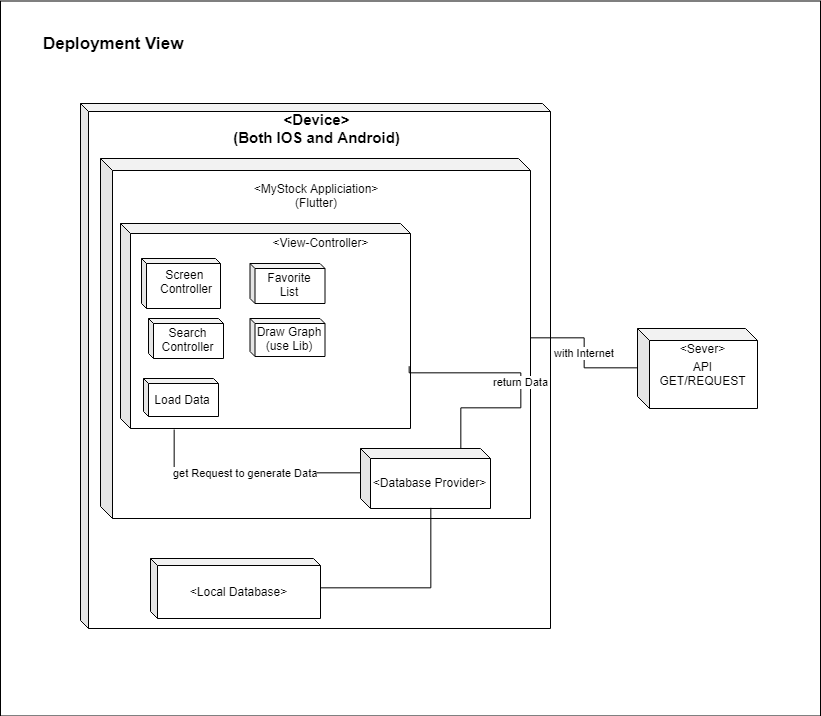 Deployment View
<Device>
(Both IOS and Android)
<MyStock Appliciation>
(Flutter)
<View-Controller>
Screen
Controller
Favorite
List
Search
Controller
Draw Graph
(use Lib)
Load Data
with Internet
<Sever>
API
GET/REQUEST
return Data
get Request to generate Data
<Database Provider>
<Local Database>